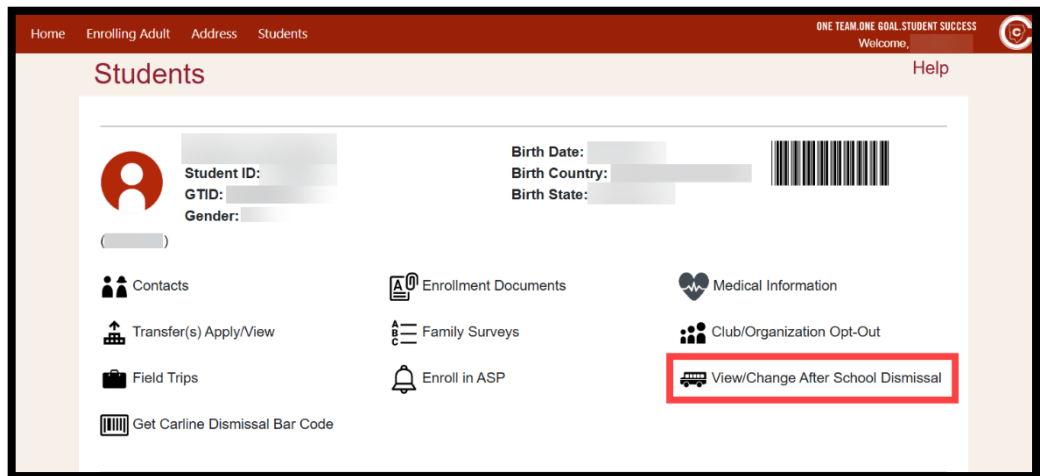 Home Enrolling Adult Address Students
ONE TEAM.ONE GOAL.STUDENT SUCCESS
Welcome,
Students
Help
Student ID:
GTID:
Gender:
( )
Birth Date:
Birth Country:
Birth State:
Contacts
Enrollment Documents
Medical Information
Transfer(s) Apply/View
Family Surveys
Club/Organization Opt-Out
Field Trips
Enroll in ASP
View/Change After School Dismissal
Get Carline Dismissal Bar Code